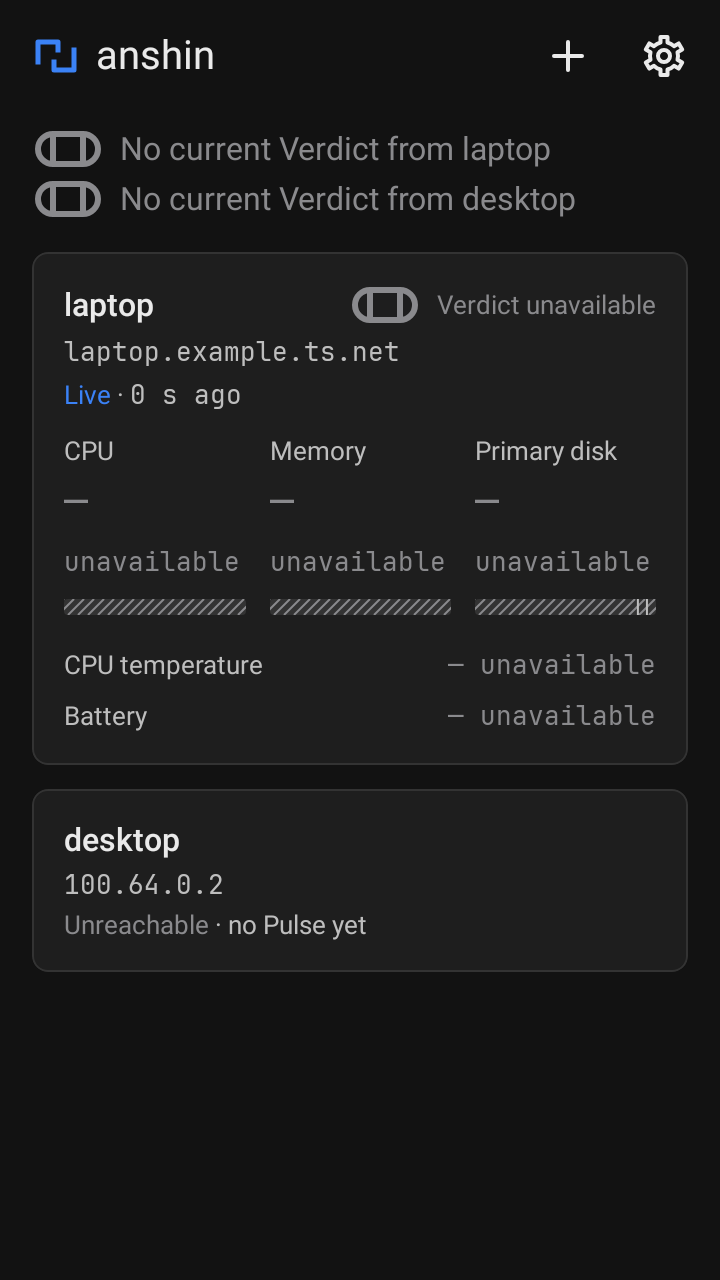 anshin
No current Verdict from laptop
No current Verdict from desktop
laptop Verdict unavailable
laptop.example.ts.net
Live · 0 s ago
CPU Memory Primary disk
— — —
unavailable unavailable unavailable
CPU temperature — unavailable
Battery — unavailable
desktop
100.64.0.2
Unreachable · no Pulse yet